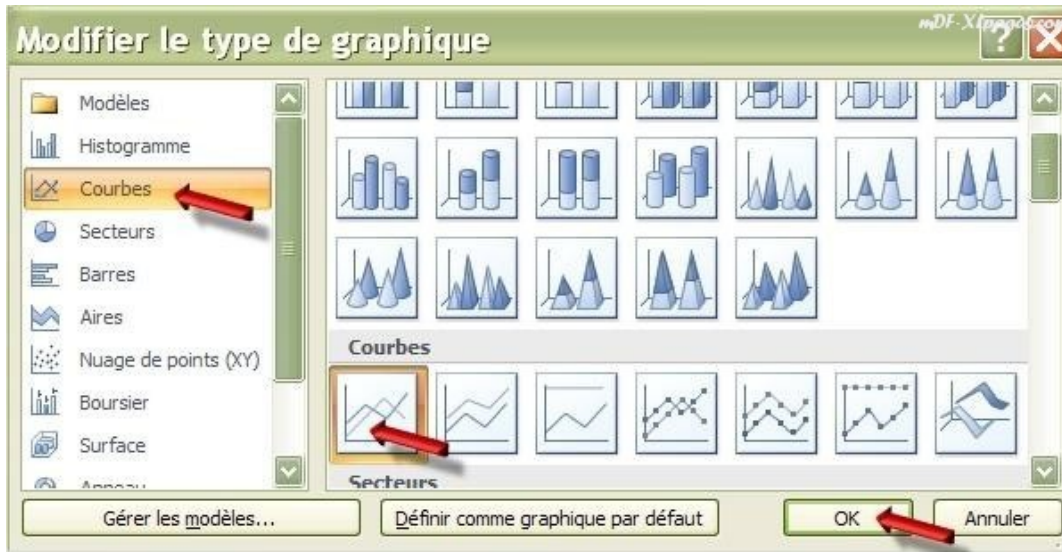 Modifier le type de graphique
Modèles
Histogramme
Courbes
Secteurs
Barres
Aires
Nuage de points (XY)
Boursier
Surface
Anneau
Courbes
Secteurs
Gérer les modèles...
Définir comme graphique par défaut
OK
Annuler